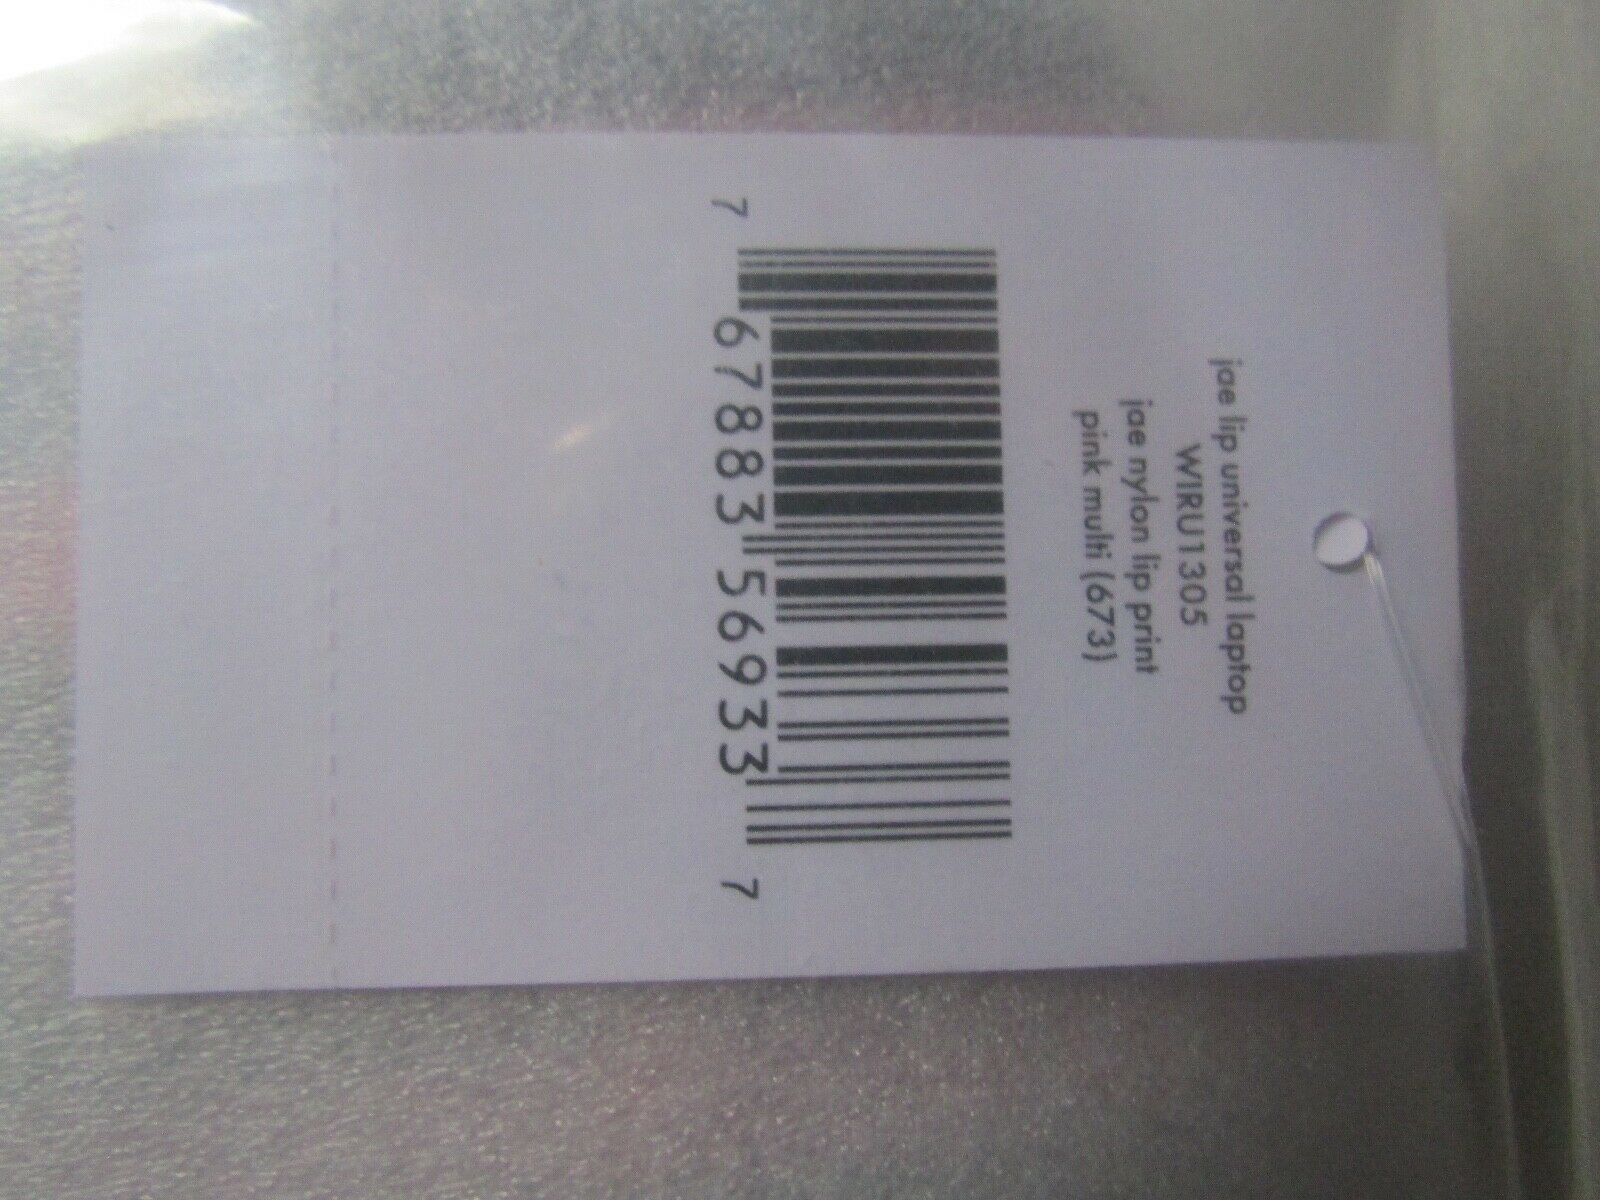 jae lip universal laptop
WIRU1305
jae nylon lip print
pink multi (673)
7 67883 56933 7